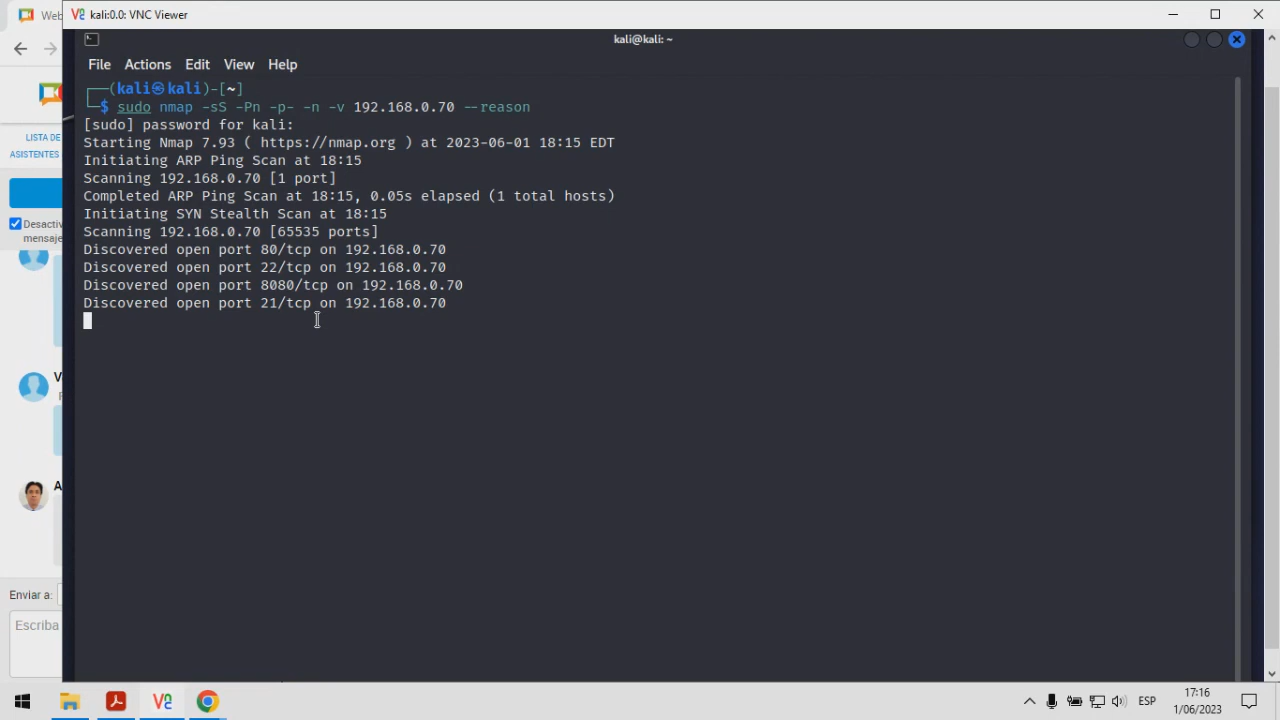 Web
kali:0.0: VNC Viewer
kali@kali: ~
File Actions Edit View Help
┌──(kali㉿kali)-[~]
└─$ sudo nmap -sS -Pn -p- -n -v 192.168.0.70 --reason
[sudo] password for kali:
Starting Nmap 7.93 ( https://nmap.org ) at 2023-06-01 18:15 EDT
Initiating ARP Ping Scan at 18:15
Scanning 192.168.0.70 [1 port]
Completed ARP Ping Scan at 18:15, 0.05s elapsed (1 total hosts)
Initiating SYN Stealth Scan at 18:15
Scanning 192.168.0.70 [65535 ports]
Discovered open port 80/tcp on 192.168.0.70
Discovered open port 22/tcp on 192.168.0.70
Discovered open port 8080/tcp on 192.168.0.70
Discovered open port 21/tcp on 192.168.0.70
LISTA DE
ASISTENTES
Desactiv
mensaje
V
A
Enviar a:
Escriba
ESP
17:16
1/06/2023